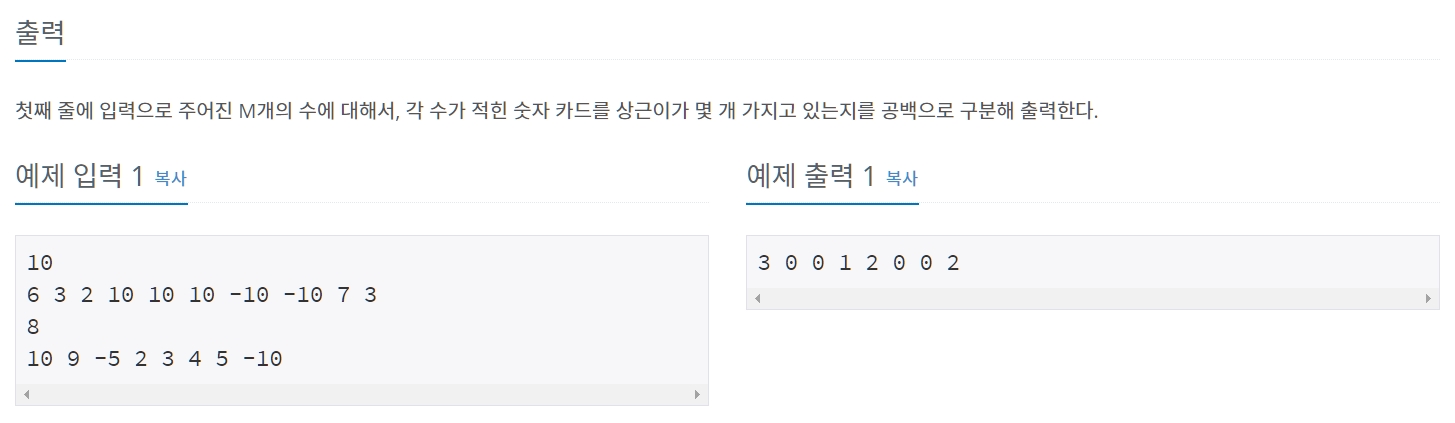 출력
첫째 줄에 입력으로 주어진 M개의 수에 대해서, 각 수가 적힌 숫자 카드를 상근이가 몇 개 가지고 있는지를 공백으로 구분해 출력한다.
예제 입력 1 복사
10
6 3 2 10 10 10 -10 -10 7 3
8
10 9 -5 2 3 4 5 -10
예제 출력 1 복사
3 0 0 1 2 0 0 2